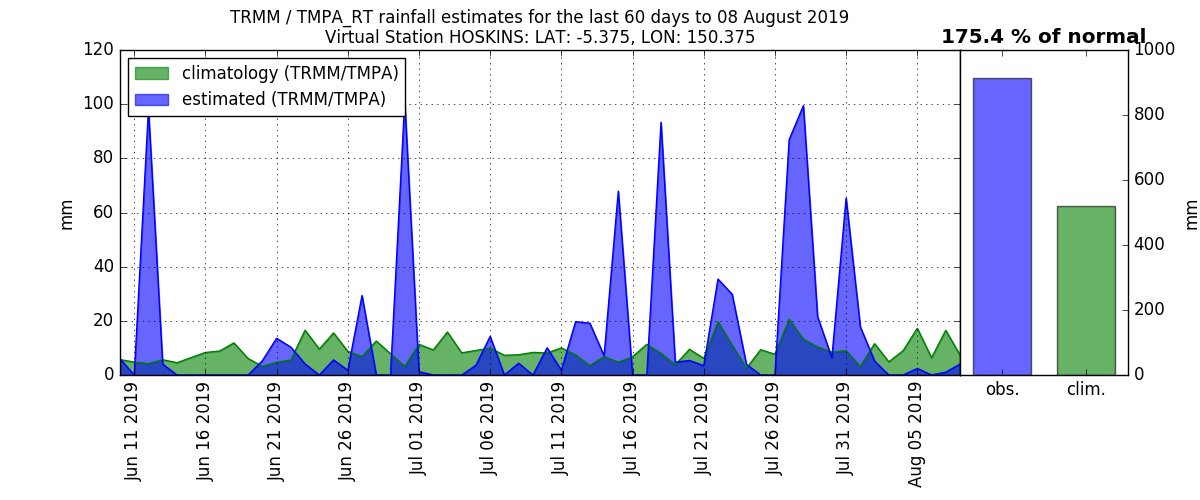 TRMM / TMPA_RT rainfall estimates for the last 60 days to 08 August 2019
Virtual Station HOSKINS: LAT: -5.375, LON: 150.375
175.4 % of normal
climatology (TRMM/TMPA)
estimated (TRMM/TMPA)
mm
120
100
80
60
40
20
0
Jun 11 2019
Jun 16 2019
Jun 21 2019
Jun 26 2019
Jul 01 2019
Jul 06 2019
Jul 11 2019
Jul 16 2019
Jul 21 2019
Jul 26 2019
Jul 31 2019
Aug 05 2019
obs.
clim.
1000
800
600
400
200
0
mm